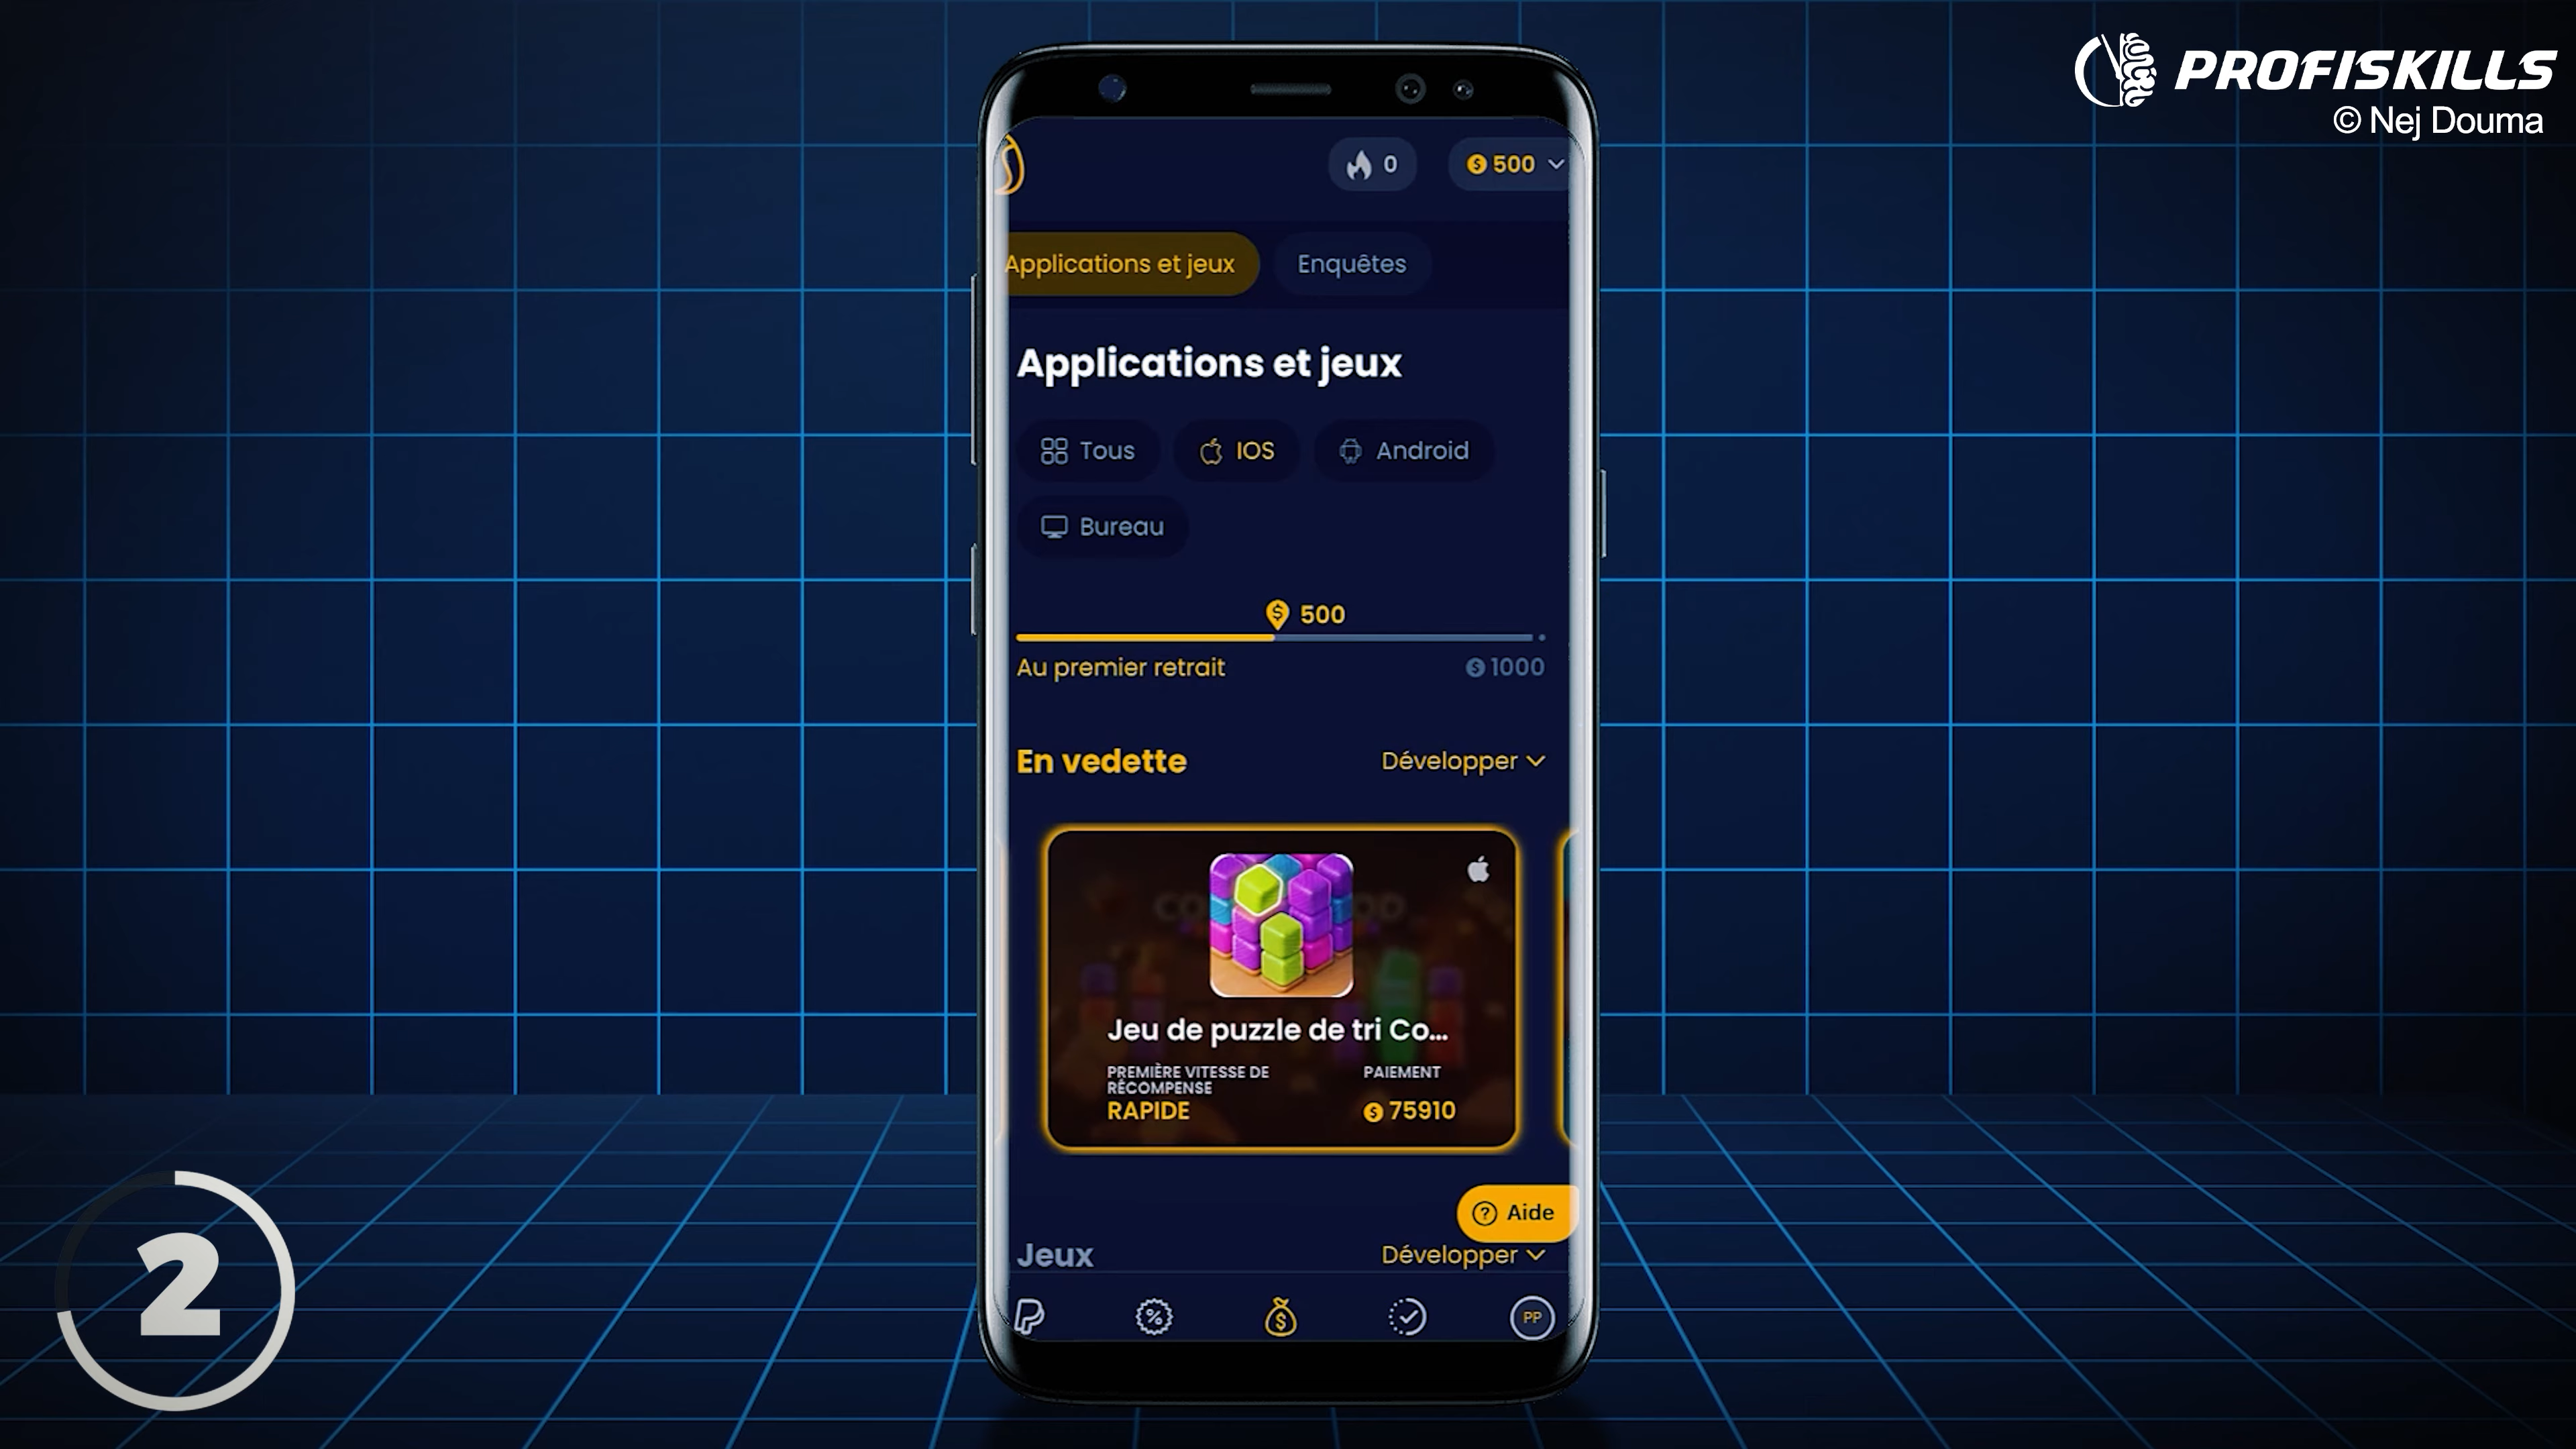 PROFISKILLS
© Nej Douma
0
500
Applications et jeux
Enquêtes
Applications et jeux
Tous
IOS
Android
Bureau
500
Au premier retrait
1000
En vedette
Développer
Jeu de puzzle de tri Co...
PREMIÈRE VITESSE DE
RÉCOMPENSE
RAPIDE
PAIEMENT
75910
Aide
Jeux
Développer
PP
2